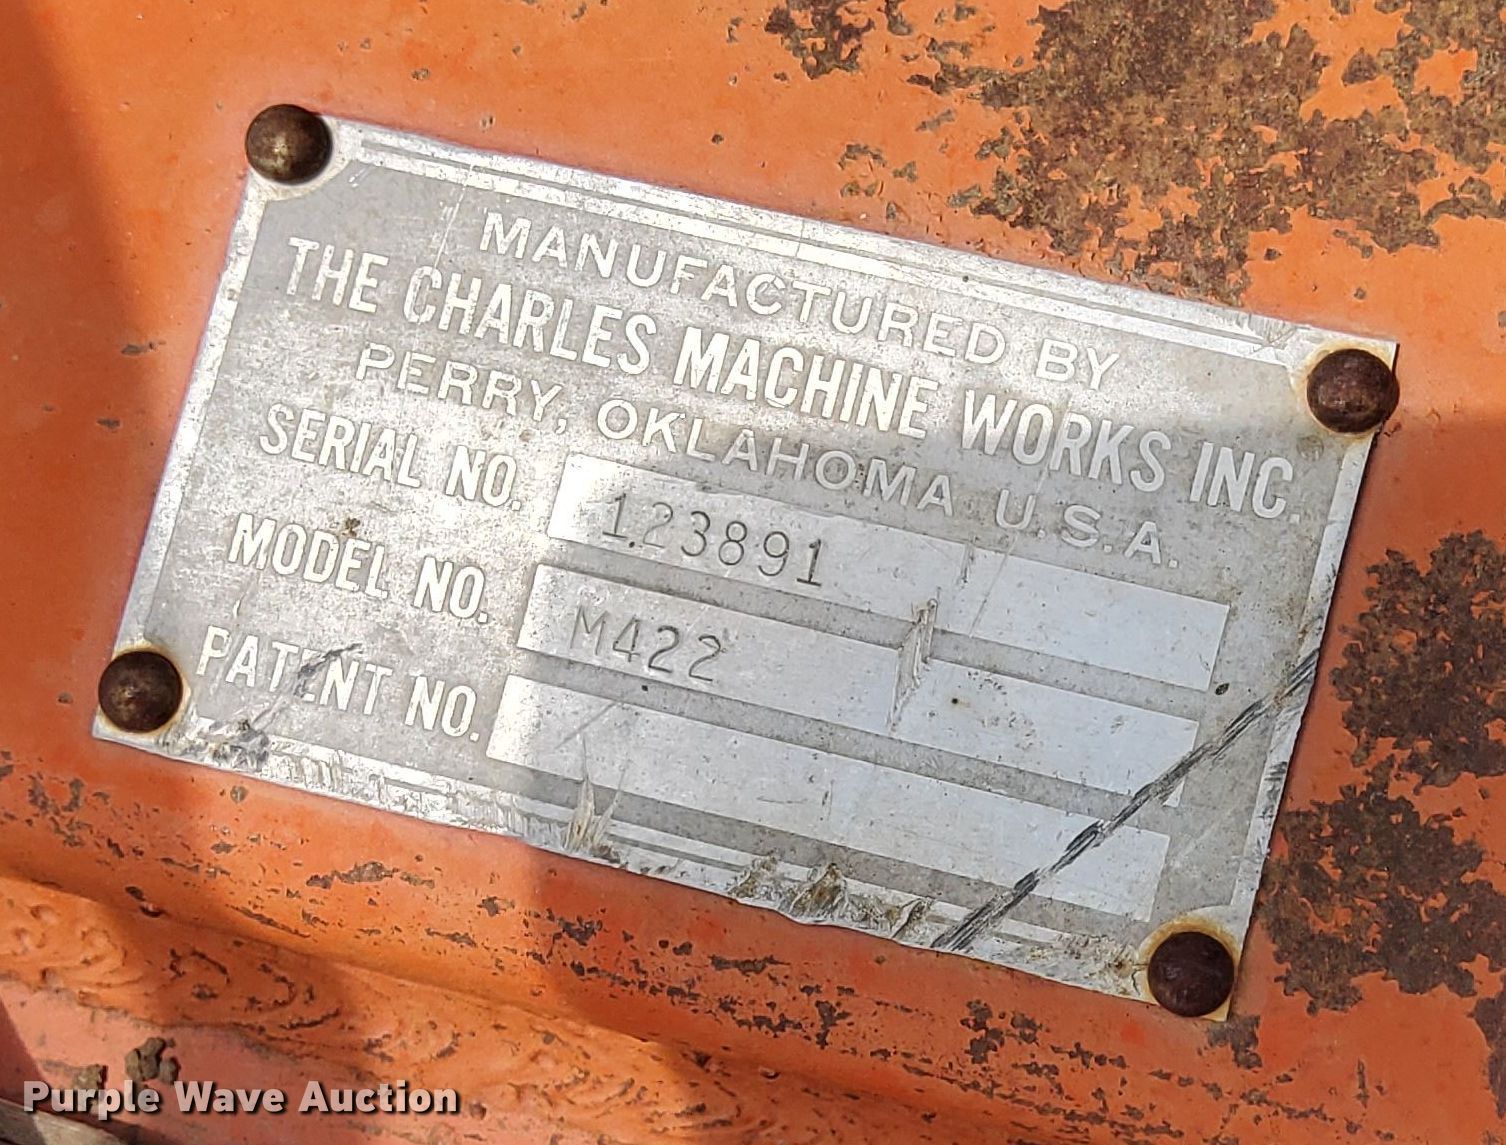 MANUFACTURED BY
THE CHARLES MACHINE WORKS INC.
PERRY, OKLAHOMA U.S.A.
SERIAL NO. 123891
MODEL NO. M422
PATENT NO.
Purple Wave Auction